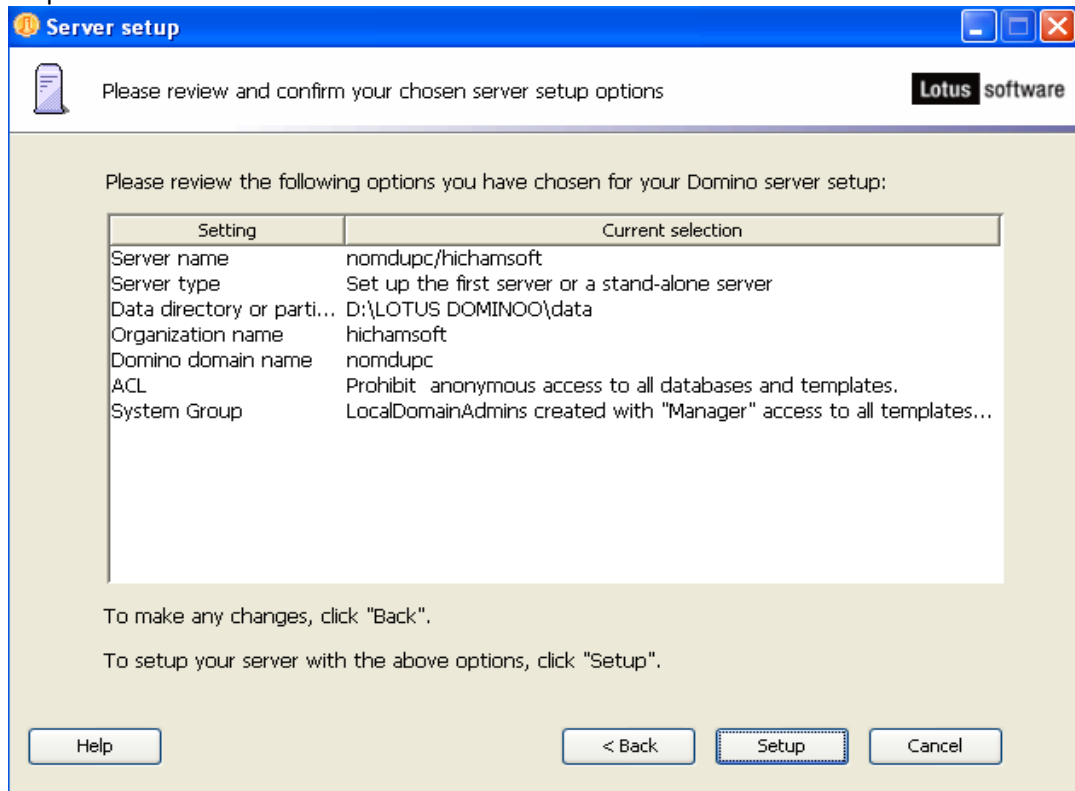 Server setup
Please review and confirm your chosen server setup options
Lotus software
Please review the following options you have chosen for your Domino server setup:
Setting Current selection
Server name nomdupc/hichamsoft
Server type Set up the first server or a stand-alone server
Data directory or parti... D:\LOTUS DOMINOO\data
Organization name hichamsoft
Domino domain name nomdupc
ACL Prohibit anonymous access to all databases and templates.
System Group LocalDomainAdmins created with "Manager" access to all templates...
To make any changes, click "Back".
To setup your server with the above options, click "Setup".
Help < Back Setup Cancel